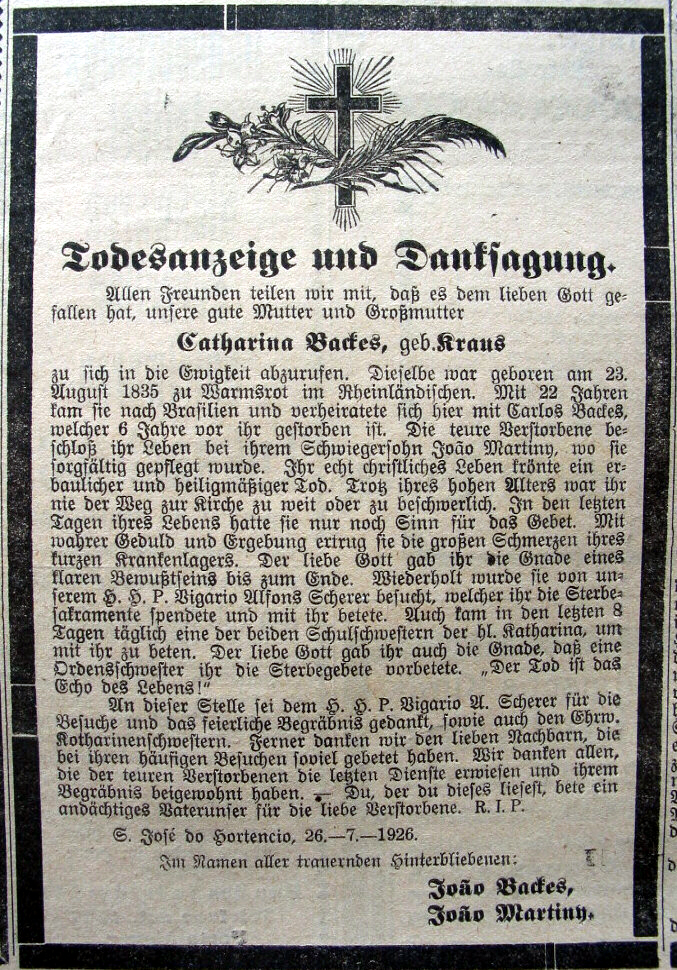 Todesanzeige und Danksagung.
Allen Freunden teilen wir mit, daß es dem lieben Gott ge-
fallen hat, unsere gute Mutter und Großmutter
Catharina Backes, geb. Kraus
zu sich in die Ewigkeit abzurufen. Dieselbe war geboren am 23.
August 1835 zu Warmsrot im Rheinländischen. Mit 22 Jahren
kam sie nach Brasilien und verheiratete sich hier mit Carlos Backes,
welcher 6 Jahre vor ihr gestorben ist. Die teure Verstorbene be-
schloß ihr Leben bei ihrem Schwiegersohn João Martiny, wo sie
sorgfältig gepflegt wurde. Ihr echt christliches Leben krönte ein er-
baulicher und heiligmäßiger Tod. Trotz ihres hohen Alters war ihr
nie der Weg zur Kirche zu weit oder zu beschwerlich. In den letzten
Tagen ihres Lebens hatte sie nur noch Sinn für das Gebet. Mit
wahrer Geduld und Ergebung ertrug sie die großen Schmerzen ihres
kurzen Krankenlagers. Der liebe Gott gab ihr die Gnade eines
klaren Bewußtseins bis zum Ende. Wiederholt wurde sie von un-
serem H. H. P. Vigario Alfons Scherer besucht, welcher ihr die Sterbe-
sakramente spendete und mit ihr betete. Auch kam in den letzten 8
Tagen täglich eine der beiden Schulschwestern der hl. Katharina, um
mit ihr zu beten. Der liebe Gott gab ihr auch die Gnade, daß eine
Ordensschwester ihr die Sterbegebete vorbetete. „Der Tod ist das
Echo des Lebens!"
An dieser Stelle sei dem H. H. P. Vigario A. Scherer für die
Besuche und das feierliche Begräbnis gedankt, sowie auch den Ehrw.
Kotharinenschwestern. Ferner danken wir den lieben Nachbarn, die
bei ihren häufigen Besuchen soviel gebetet haben. Wir danken allen,
die der teuren Verstorbenen die letzten Dienste erwiesen und ihrem
Begräbnis beigewohnt haben. — Du, der du dieses liesest, bete ein
andächtiges Vaterunser für die liebe Verstorbene. R. I. P.
S. José do Hortencio, 26.—7.—1926.
Im Namen aller trauernden Hinterbliebenen:
João Backes,
João Martiny.